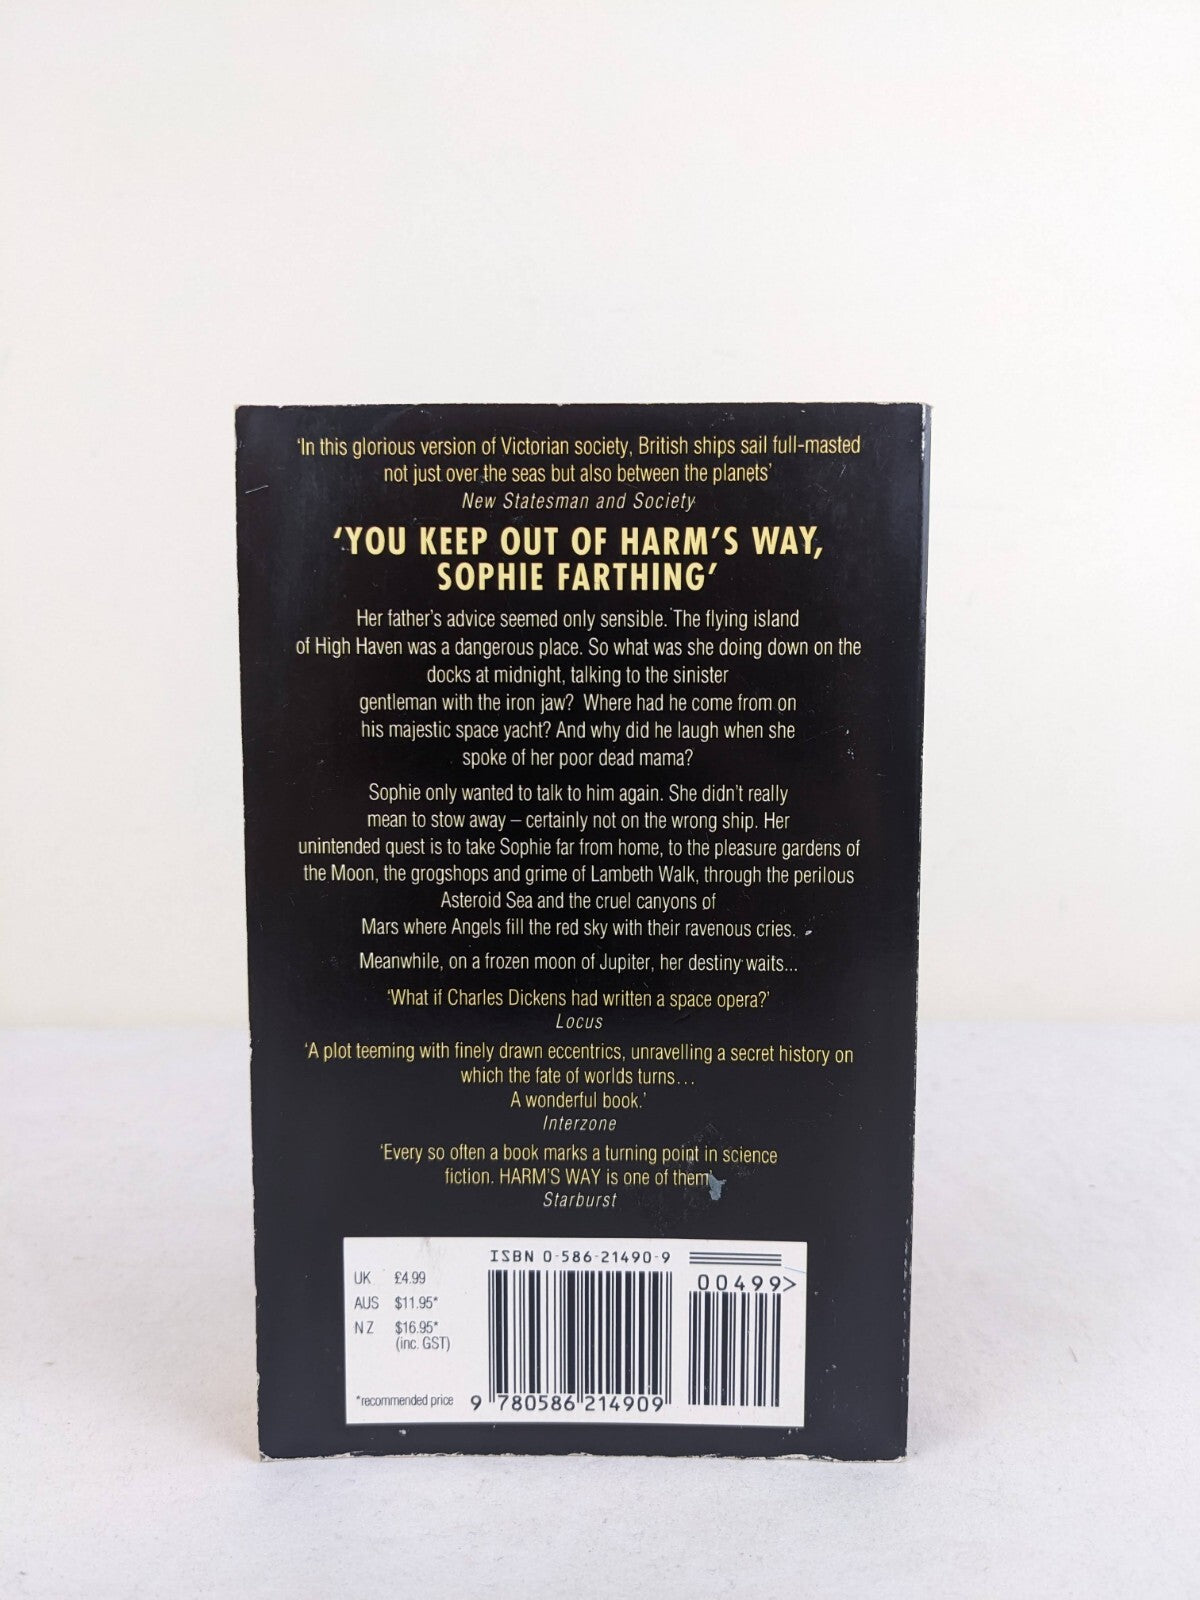 ‘In this glorious version of Victorian society, British ships sail full-masted
not just over the seas but also between the planets’
New Statesman and Society
‘YOU KEEP OUT OF HARM’S WAY,
SOPHIE FARTHING’
Her father’s advice seemed only sensible. The flying island
of High Haven was a dangerous place. So what was she doing down on the
docks at midnight, talking to the sinister
gentleman with the iron jaw? Where had he come from on
his majestic space yacht? And why did he laugh when she
spoke of her poor dead mama?
Sophie only wanted to talk to him again. She didn’t really
mean to stow away – certainly not on the wrong ship. Her
unintended quest is to take Sophie far from home, to the pleasure gardens of
the Moon, the grogshops and grime of Lambeth Walk, through the perilous
Asteroid Sea and the cruel canyons of
Mars where Angels fill the red sky with their ravenous cries.
Meanwhile, on a frozen moon of Jupiter, her destiny waits...
‘What if Charles Dickens had written a space opera?’
Locus
‘A plot teeming with finely drawn eccentrics, unravelling a secret history on
which the fate of worlds turns...
A wonderful book.’
Interzone
‘Every so often a book marks a turning point in science
fiction. HARM’S WAY is one of them
Starburst
ISBN 0-586-21490-9
UK £4.99
AUS $11.95*
NZ $16.95*
(inc. GST)
*recommended price
00499>
9 780586 214909